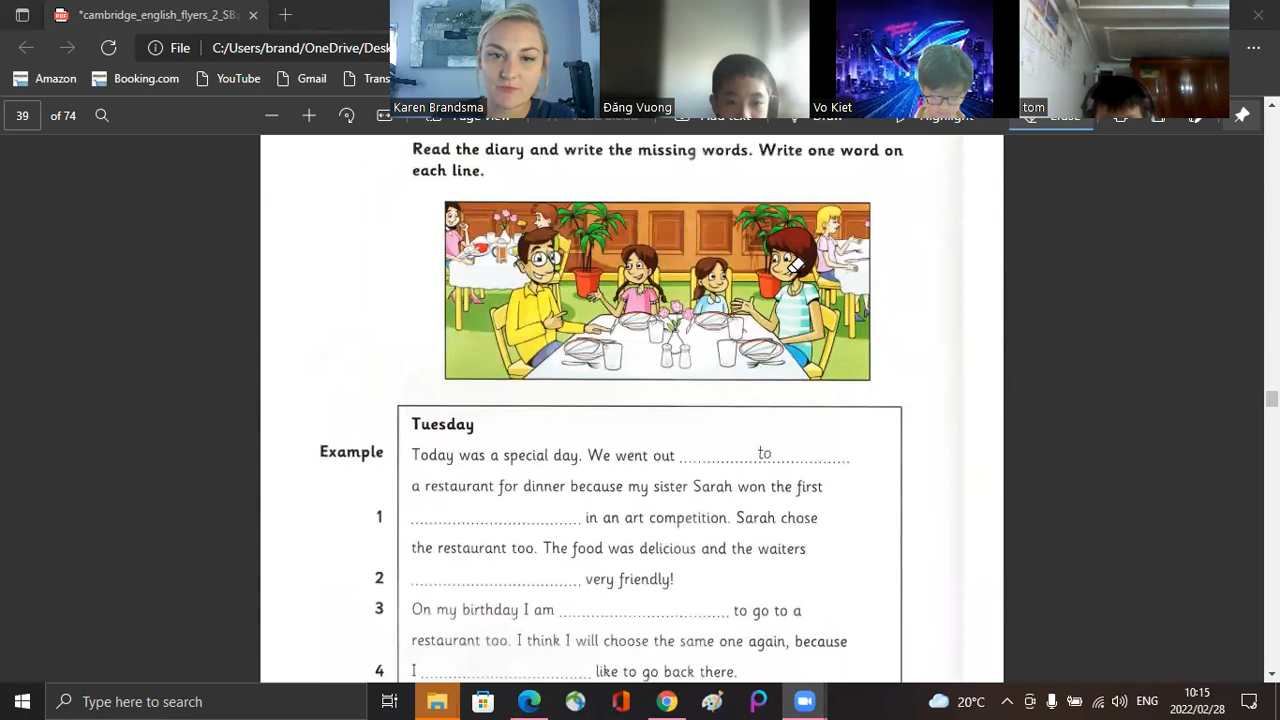 *cambridge_english_flyers_2_SB
File
C:/Users/brand/OneDrive/Desk
Amazon
Booking.com
YouTube
Gmail
Trans
Karen Brandsma
Đăng Vuong
Vo Kiet
tom
39
of 74
Read the diary and write the missing words. Write one word on
each line.
Tuesday
Example
Today was a special day. We went out to
a restaurant for dinner because my sister Sarah won the first
1
in an art competition. Sarah chose
the restaurant too. The food was delicious and the waiters
2
very friendly!
3
On my birthday I am to go to a
restaurant too. I think I will choose the same one again, because
4
I like to go back there.
Type here to search
20°C
ENG
10:15
2022/02/28